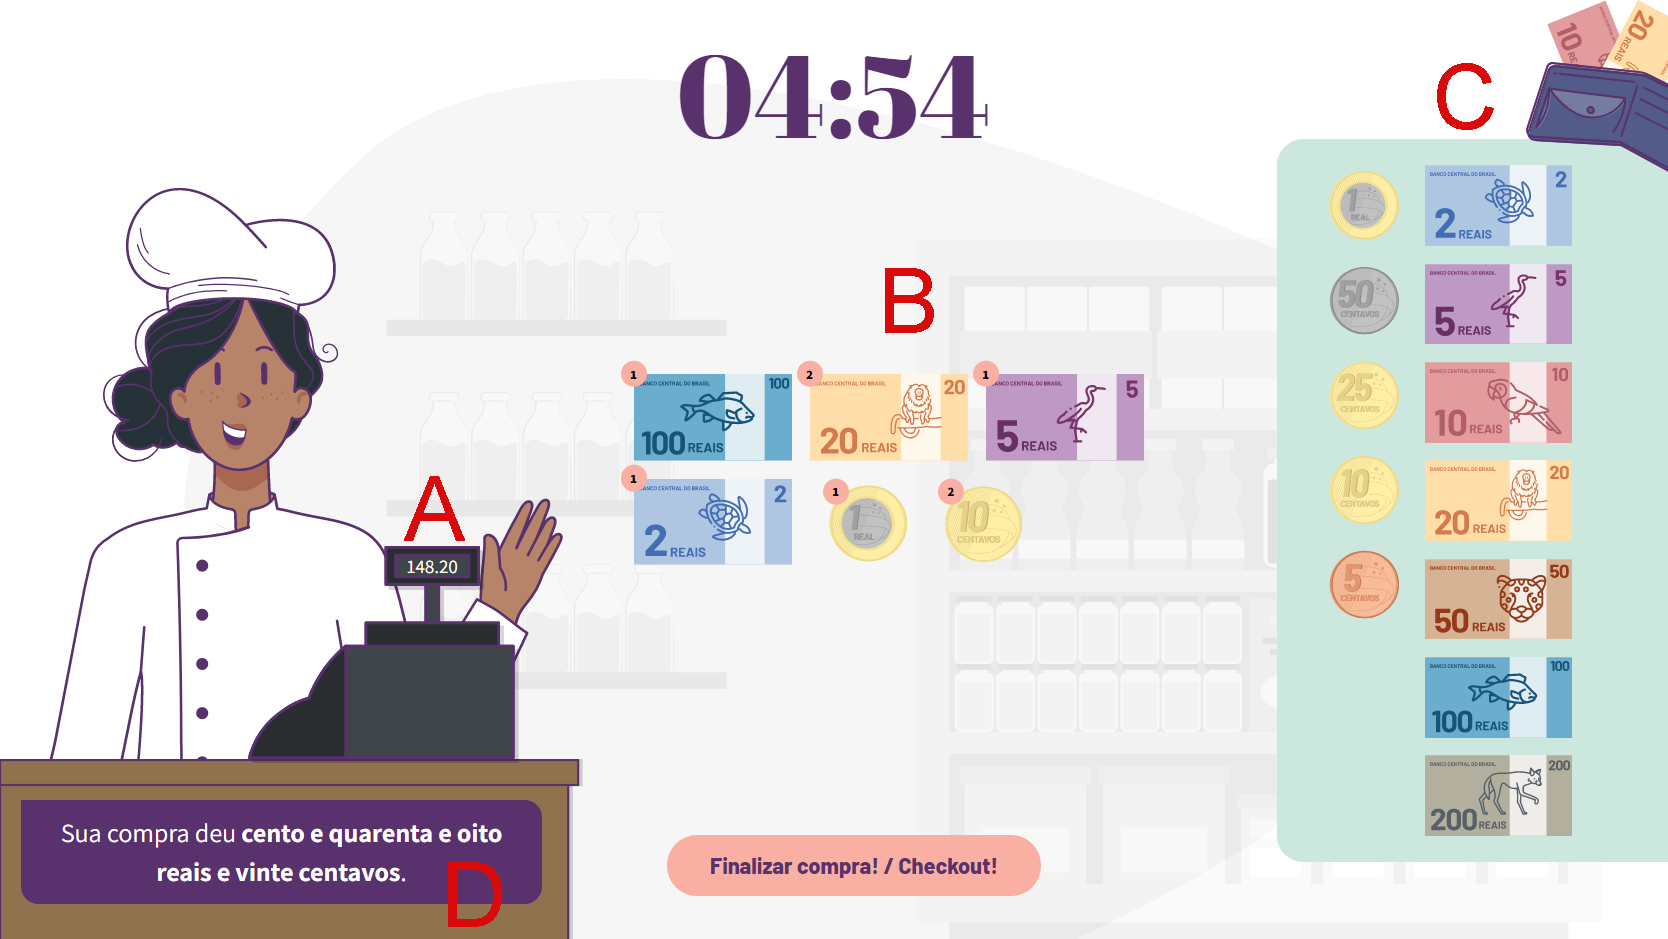 10
RE
20
REAIS
04:54
C
1
REAL
BANCO CENTRAL DO BRASIL
2
2 REAIS
50
CENTAVOS
BANCO CENTRAL DO BRASIL
5
5 REAIS
25
CENTAVOS
BANCO CENTRAL DO BRASIL
10
10 REAIS
10
CENTAVOS
BANCO CENTRAL DO BRASIL
20
20 REAIS
5
CENTAVOS
BANCO CENTRAL DO BRASIL
50
50 REAIS
BANCO CENTRAL DO BRASIL
100
100 REAIS
BANCO CENTRAL DO BRASIL
200
200 REAIS
B
1
BANCO CENTRAL DO BRASIL
100
100 REAIS
2
BANCO CENTRAL DO BRASIL
20
20 REAIS
1
BANCO CENTRAL DO BRASIL
5
5 REAIS
1
BANCO CENTRAL DO BRASIL
2
2 REAIS
1
1
REAL
2
10
CENTAVOS
A
148.20
Sua compra deu cento e quarenta e oito
reais e vinte centavos.
D
Finalizar compra! / Checkout!